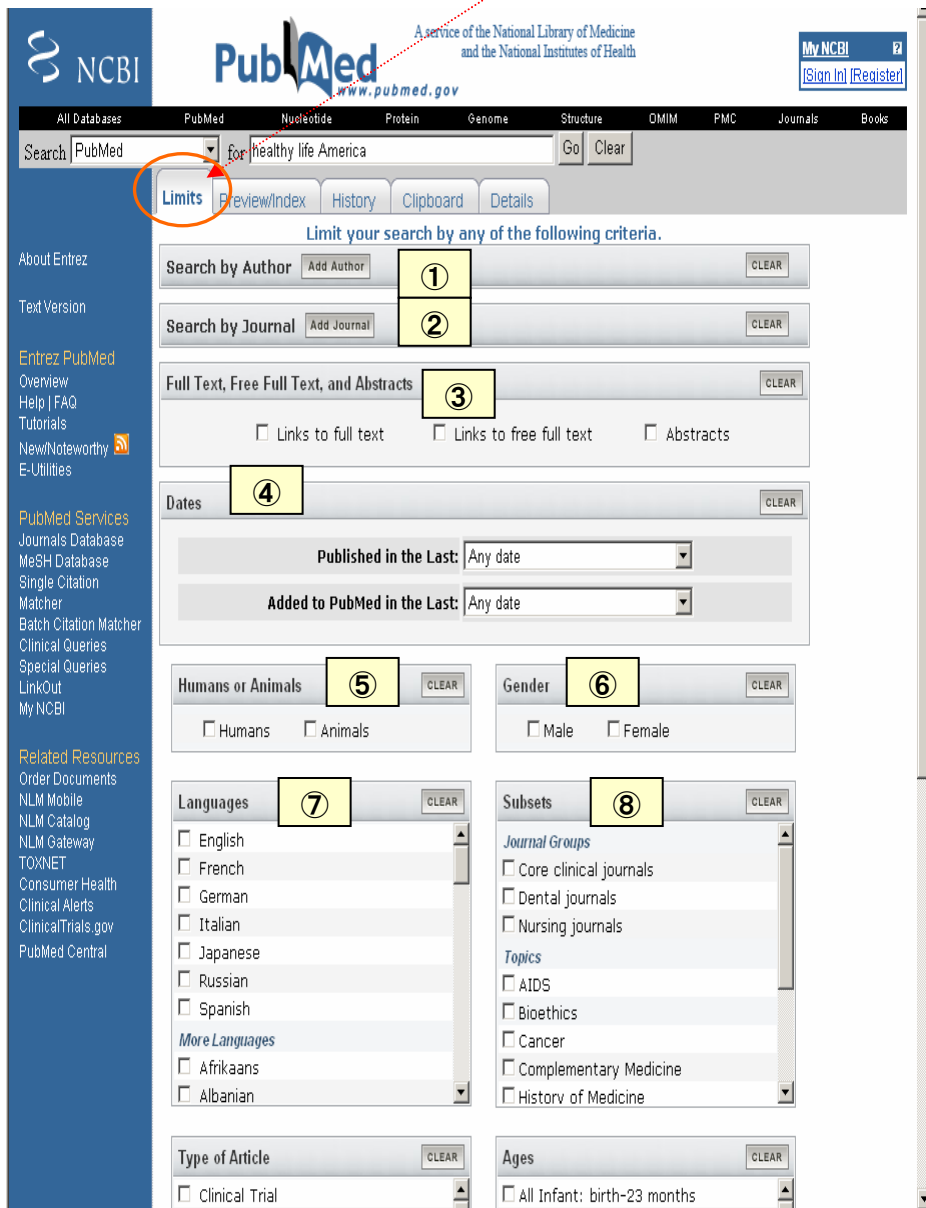 NCBI
PubMed
www.pubmed.gov
A service of the National Library of Medicine
and the National Institutes of Health
My NCBI ?
[Sign In] [Register]
All Databases PubMed Nucleotide Protein Genome Structure OMIM PMC Journals Books
Search PubMed for healthy life America Go Clear
Limits Preview/Index History Clipboard Details
Limit your search by any of the following criteria.
About Entrez
Text Version
Entrez PubMed
Overview
Help | FAQ
Tutorials
New/Noteworthy
E-Utilities
PubMed Services
Journals Database
MeSH Database
Single Citation
Matcher
Batch Citation Matcher
Clinical Queries
Special Queries
LinkOut
My NCBI
Related Resources
Order Documents
NLM Mobile
NLM Catalog
NLM Gateway
TOXNET
Consumer Health
Clinical Alerts
ClinicalTrials.gov
PubMed Central
Search by Author Add Author ① CLEAR
Search by Journal Add Journal ② CLEAR
Full Text, Free Full Text, and Abstracts ③ CLEAR
Links to full text Links to free full text Abstracts
Dates ④ CLEAR
Published in the Last: Any date
Added to PubMed in the Last: Any date
Humans or Animals ⑤ CLEAR
Humans Animals
Gender ⑥ CLEAR
Male Female
Languages ⑦ CLEAR
English
French
German
Italian
Japanese
Russian
Spanish
More Languages
Afrikaans
Albanian
Subsets ⑧ CLEAR
Journal Groups
Core clinical journals
Dental journals
Nursing journals
Topics
AIDS
Bioethics
Cancer
Complementary Medicine
History of Medicine
Type of Article CLEAR
Clinical Trial
Ages CLEAR
All Infant: birth-23 months